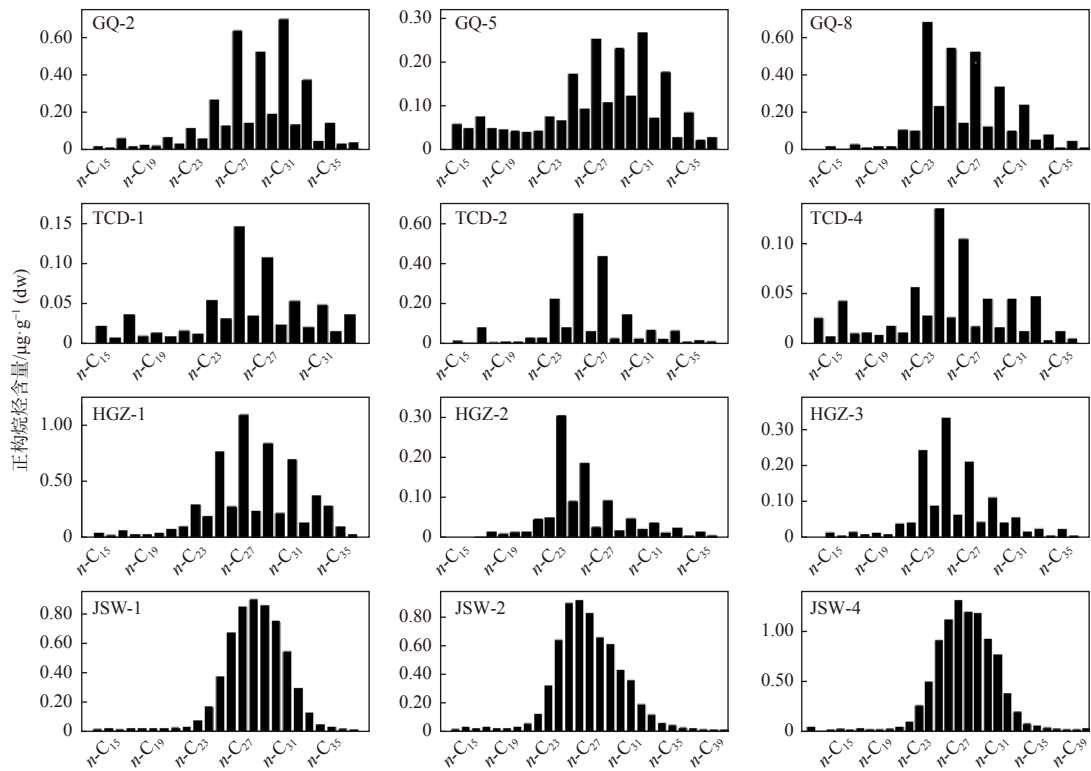 GQ-2 GQ-5 GQ-8
0.60 0.30 0.60
0.40 0.20 0.40
0.20 0.10 0.20
0 0 0
n-C₁₅ n-C₁₉ n-C₂₃ n-C₂₇ n-C₃₁ n-C₃₅ n-C₁₅ n-C₁₉ n-C₂₃ n-C₂₇ n-C₃₁ n-C₃₅ n-C₁₅ n-C₁₉ n-C₂₃ n-C₂₇ n-C₃₁ n-C₃₅
TCD-1 TCD-2 TCD-4
0.15 0.60 0.10
0.10 0.40 0.05
0.05 0.20 0
0 0
n-C₁₅ n-C₁₉ n-C₂₃ n-C₂₇ n-C₃₁ n-C₁₅ n-C₁₉ n-C₂₃ n-C₂₇ n-C₃₁ n-C₃₅ n-C₁₅ n-C₁₉ n-C₂₃ n-C₂₇ n-C₃₁ n-C₃₅
正构烷烃含量/μg·g⁻¹ (dw)
HGZ-1 HGZ-2 HGZ-3
1.00 0.30 0.30
0.50 0.20 0.20
0 0.10 0.10
0 0
n-C₁₅ n-C₁₉ n-C₂₃ n-C₂₇ n-C₃₁ n-C₃₅ n-C₁₅ n-C₁₉ n-C₂₃ n-C₂₇ n-C₃₁ n-C₃₅ n-C₁₅ n-C₁₉ n-C₂₃ n-C₂₇ n-C₃₁ n-C₃₅
JSW-1 JSW-2 JSW-4
0.80 0.80 1.00
0.60 0.60 0.50
0.40 0.40 0
0.20 0.20
0 0
n-C₁₅ n-C₁₉ n-C₂₃ n-C₂₇ n-C₃₁ n-C₃₅ n-C₁₅ n-C₁₉ n-C₂₃ n-C₂₇ n-C₃₁ n-C₃₅ n-C₃₉ n-C₁₅ n-C₁₉ n-C₂₃ n-C₂₇ n-C₃₁ n-C₃₅ n-C₃₉